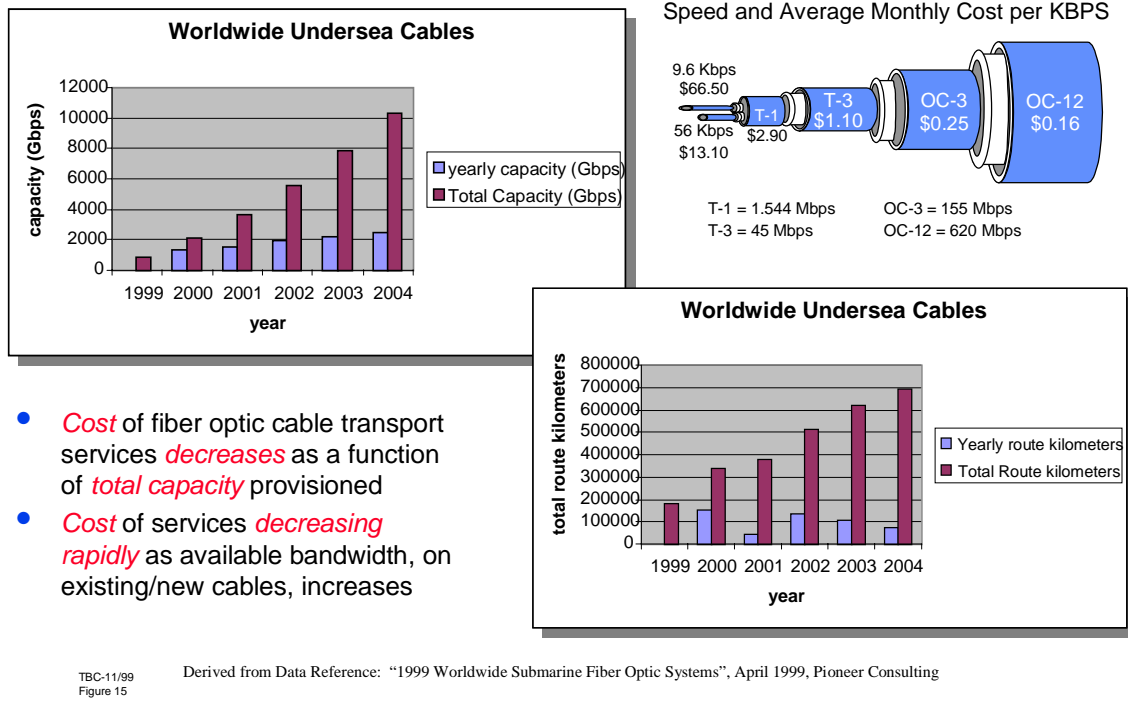 Worldwide Undersea Cables
12000
10000
8000
6000
4000
2000
0
capacity (Gbps)
1999 2000 2001 2002 2003 2004
year
yearly capacity (Gbps)
Total Capacity (Gbps)
Speed and Average Monthly Cost per KBPS
9.6 Kbps
$66.50
56 Kbps
$13.10
T-1
$2.90
T-3
$1.10
OC-3
$0.25
OC-12
$0.16
T-1 = 1.544 Mbps
OC-3 = 155 Mbps
T-3 = 45 Mbps
OC-12 = 620 Mbps
Worldwide Undersea Cables
800000
700000
600000
500000
400000
300000
200000
100000
0
total route kilometers
1999 2000 2001 2002 2003 2004
year
Yearly route kilometers
Total Route kilometers
• Cost of fiber optic cable transport
services decreases as a function
of total capacity provisioned
• Cost of services decreasing
rapidly as available bandwidth, on
existing/new cables, increases
TBC-11/99
Figure 15
Derived from Data Reference: “1999 Worldwide Submarine Fiber Optic Systems”, April 1999, Pioneer Consulting